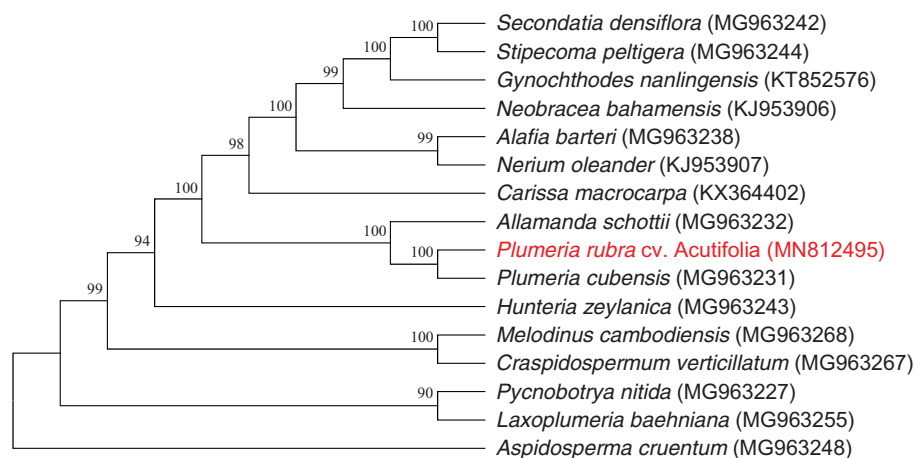 100
Secondatia densiflora (MG963242)
100
Stipecoma peltigera (MG963244)
99
Gynochthodes nanlingensis (KT852576)
100
Neobracea bahamensis (KJ953906)
99
Alafia barteri (MG963238)
98
Nerium oleander (KJ953907)
100
Carissa macrocarpa (KX364402)
100
Allamanda schottii (MG963232)
94
100
Plumeria rubra cv. Acutifolia (MN812495)
Plumeria cubensis (MG963231)
99
Hunteria zeylanica (MG963243)
100
Melodinus cambodiensis (MG963268)
Craspidospermum verticillatum (MG963267)
90
Pycnobotrya nitida (MG963227)
Laxoplumeria baehniana (MG963255)
Aspidosperma cruentum (MG963248)